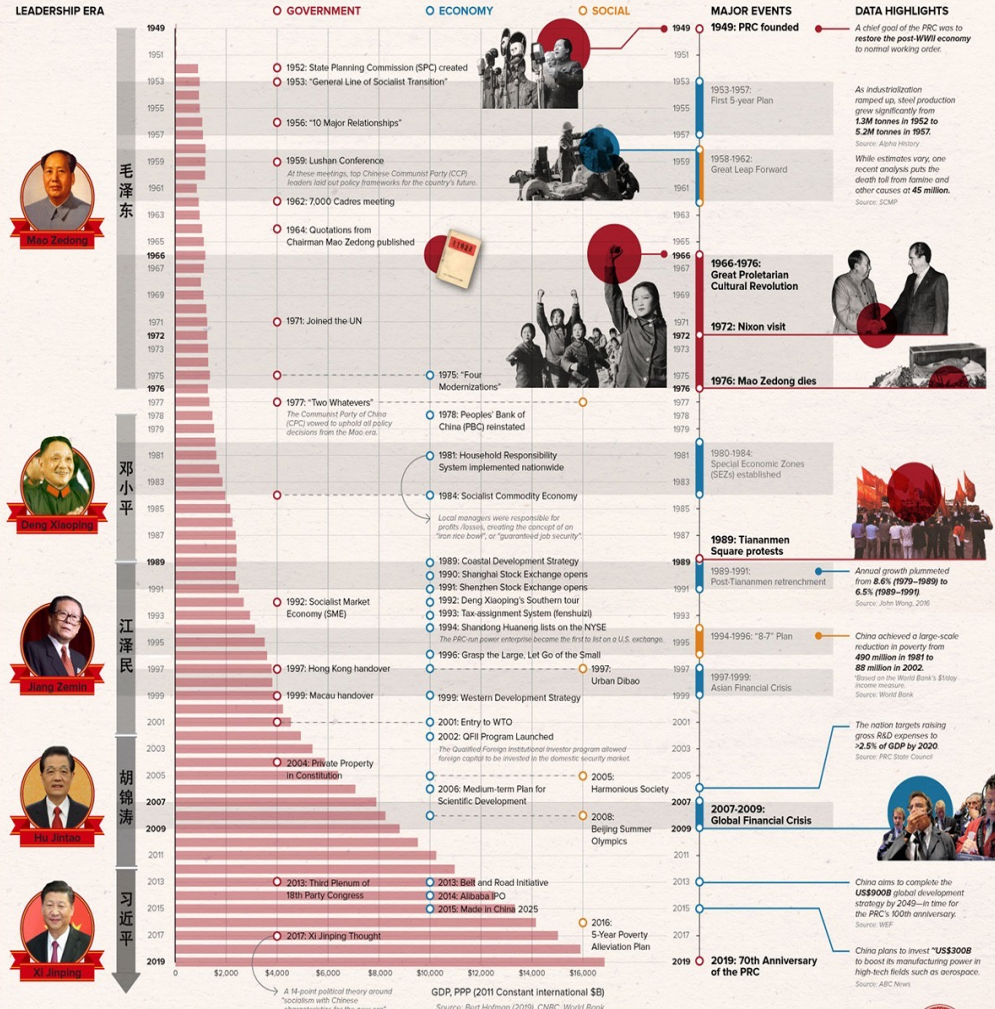 LEADERSHIP ERA
GOVERNMENT
ECONOMY
SOCIAL
MAJOR EVENTS
DATA HIGHLIGHTS
毛泽东
Mao Zedong
邓小平
Deng Xiaoping
江泽民
Jiang Zemin
胡锦涛
Hu Jintao
习近平
Xi Jinping
1949
1951
1953
1955
1957
1959
1961
1963
1965
1966
1967
1969
1971
1972
1973
1975
1976
1977
1978
1979
1981
1983
1985
1987
1989
1991
1993
1995
1997
1999
2001
2003
2005
2007
2009
2011
2013
2015
2017
2019
1952: State Planning Commission (SPC) created
1953: "General Line of Socialist Transition"
1956: "10 Major Relationships"
1959: Lushan Conference
At these meetings, top Chinese Communist Party (CCP)
leaders laid out policy frameworks for the country's future.
1962: 7,000 Cadres meeting
1964: Quotations from
Chairman Mao Zedong published
1971: Joined the UN
1975: "Four
Modernizations"
1977: "Two Whatevers"
The Communist Party of China
(CPC) vowed to uphold all policy
decisions from the Mao era.
1978: Peoples' Bank of
China (PBC) reinstated
1981: Household Responsibility
System implemented nationwide
1984: Socialist Commodity Economy
Local managers were responsible for
profits /losses, creating the concept of an
"iron rice bowl", or "guaranteed job security".
1989: Coastal Development Strategy
1990: Shanghai Stock Exchange opens
1991: Shenzhen Stock Exchange opens
1992: Socialist Market
Economy (SME)
1992: Deng Xiaoping's Southern tour
1993: Tax-assignment System (fenshuizi)
1994: Shandong Huaneng lists on the NYSE
The PRC-run power enterprise became the first to list on a U.S. exchange.
1996: Grasp the Large, Let Go of the Small
1997: Hong Kong handover
1997:
Urban Dibao
1999: Macau handover
1999: Western Development Strategy
2001: Entry to WTO
2002: QFII Program Launched
The Qualified Foreign Institutional Investor program allowed
foreign capital to be invested in the domestic security market.
2004: Private Property
in Constitution
2005:
Harmonious Society
2006: Medium-term Plan for
Scientific Development
2008:
Beijing Summer
Olympics
2013: Third Plenum of
18th Party Congress
2013: Belt and Road Initiative
2014: Alibaba IPO
2015: Made in China 2025
2016:
5-Year Poverty
Alleviation Plan
2017: Xi Jinping Thought
A 14-point political theory around
"socialism with Chinese
0
$2,000
$4,000
$6,000
$8,000
$10,000
$12,000
$14,000
$16,000
GDP, PPP (2011 Constant international $B)
Source: Bert Hofman (2019), CNBC, World Bank
1949
1953
1955
1957
1959
1961
1963
1965
1966
1967
1969
1971
1972
1973
1975
1976
1977
1978
1979
1981
1983
1985
1987
1989
1991
1993
1995
1997
1999
2001
2003
2005
2007
2009
2011
2013
2015
2017
2019
1949: PRC founded
1953-1957:
First 5-year Plan
1958-1962:
Great Leap Forward
1966-1976:
Great Proletarian
Cultural Revolution
1972: Nixon visit
1976: Mao Zedong dies
1980-1984:
Special Economic Zones
(SEZs) established
1989: Tiananmen
Square protests
1989-1991:
Post-Tiananmen retrenchment
1994-1996: "8-7" Plan
1997-1999:
Asian Financial Crisis
2007-2009:
Global Financial Crisis
2019: 70th Anniversary
of the PRC
A chief goal of the PRC was to
restore the post-WWII economy
to normal working order.
As industrialization
ramped up, steel production
grew significantly from
1.3M tonnes in 1952 to
5.2M tonnes in 1957.
Source: Alpha History
While estimates vary, one
recent analysis puts the
death toll from famine and
other causes at 45 million.
Source: SCMP
Annual growth plummeted
from 8.6% (1979–1989) to
6.5% (1989–1991).
Source: John Wong, 2016
China achieved a large-scale
reduction in poverty from
490 million in 1981 to
88 million in 2002.
*Based on the World Bank's $1/day
income measure.
Source: World Bank
The nation targets raising
gross R&D expenses to
>2.5% of GDP by 2020.
Source: PRC State Council
China aims to complete the
US$900B global development
strategy by 2049—in time for
the PRC's 100th anniversary.
Source: WEF
China plans to invest ~US$300B
to boost its manufacturing power in
high-tech fields such as aerospace.
Source: ABC News